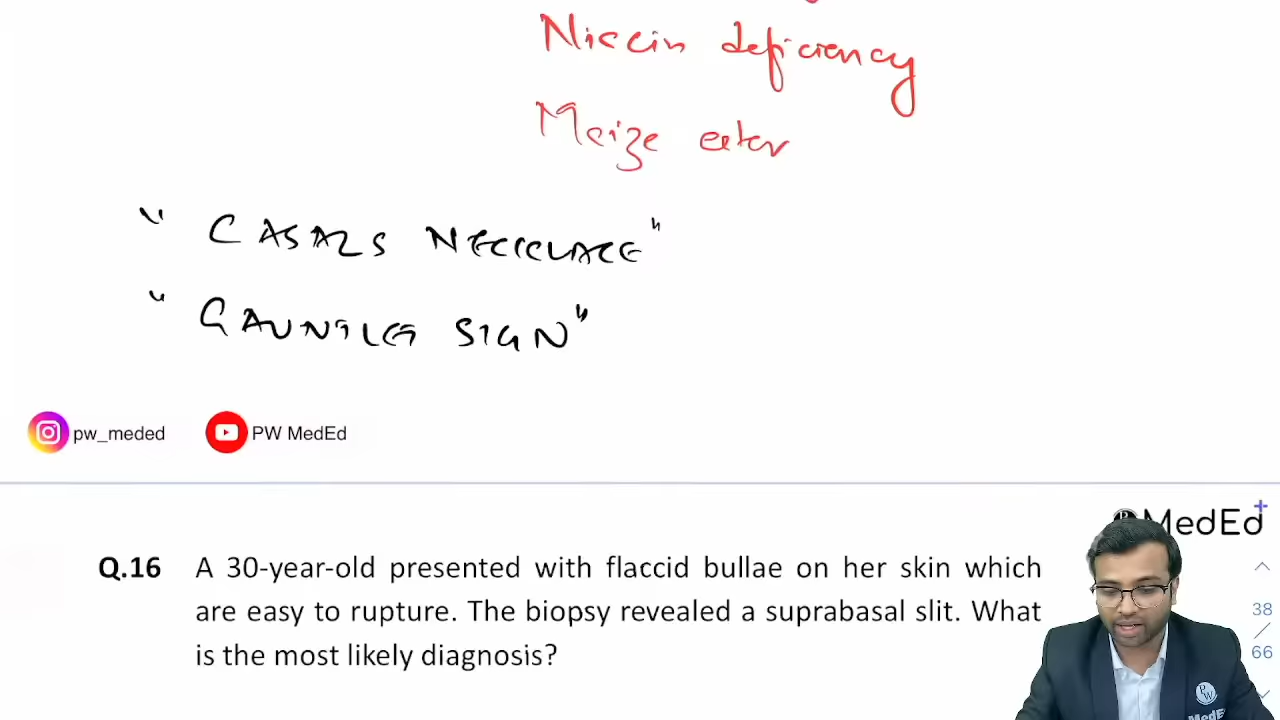 Niacin deficiency
Maize eater
"CASALS NECKLACE"
"GAUNTLET SIGN"
pw_meded PW MedEd
MedEd
Q.16 A 30-year-old presented with flaccid bullae on her skin which
are easy to rupture. The biopsy revealed a suprabasal slit. What
is the most likely diagnosis?
38
/
66
PW
MedEd